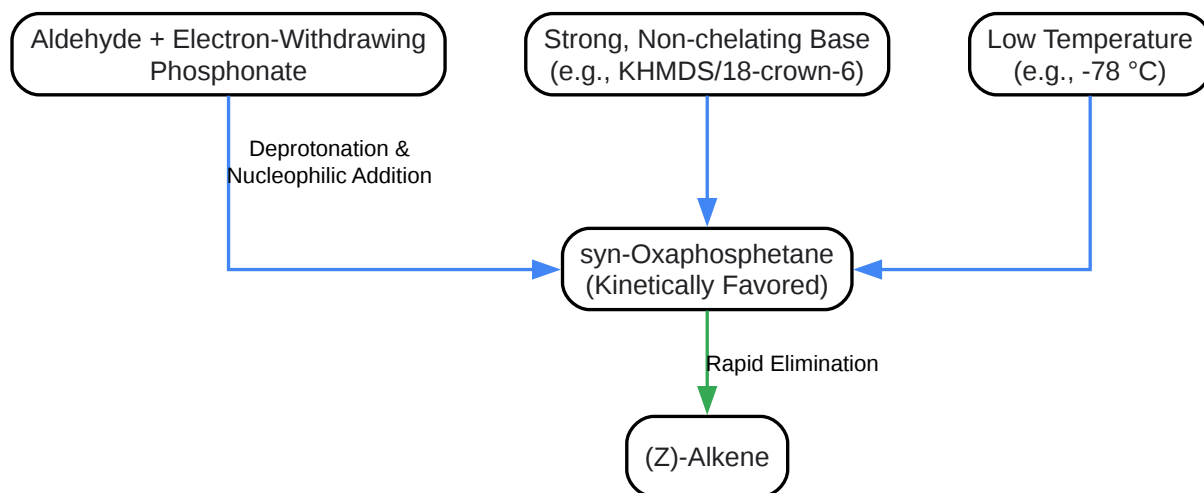 Aldehyde + Electron-Withdrawing
Phosphonate
Strong, Non-chelating Base
(e.g., KHMDS/18-crown-6)
Low Temperature
(e.g., -78 °C)
Deprotonation &
Nucleophilic Addition
syn-Oxaphosphetane
(Kinetically Favored)
Rapid Elimination
(Z)-Alkene